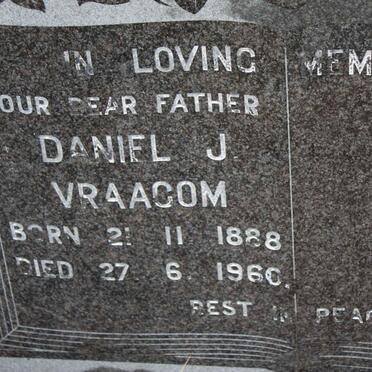 IN LOVING MEM
OUR DEAR FATHER
DANIEL J.
VRAAGOM
BORN 21 11 1888
DIED 27 6. 1960.
REST IN PEAC